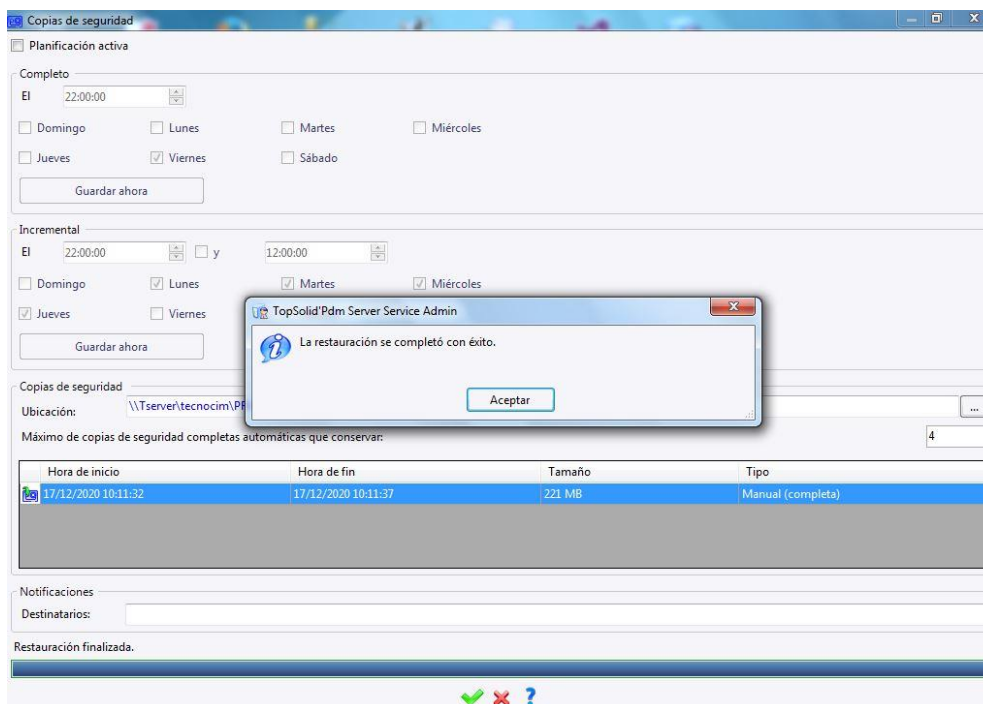 Copias de seguridad
Planificación activa
Completo
El 22:00:00
Domingo Lunes Martes Miércoles
Jueves Viernes Sábado
Guardar ahora
Incremental
El 22:00:00 y 12:00:00
Domingo Lunes Martes Miércoles
Jueves Viernes
Guardar ahora
TopSolid'Pdm Server Service Admin
La restauración se completó con éxito.
Aceptar
Copias de seguridad
Ubicación: \\Tserver\tecnocim\PR ...
Máximo de copias de seguridad completas automáticas que conservar: 4
Hora de inicio Hora de fin Tamaño Tipo
17/12/2020 10:11:32 17/12/2020 10:11:37 221 MB Manual (completa)
Notificaciones
Destinatarios:
Restauración finalizada.